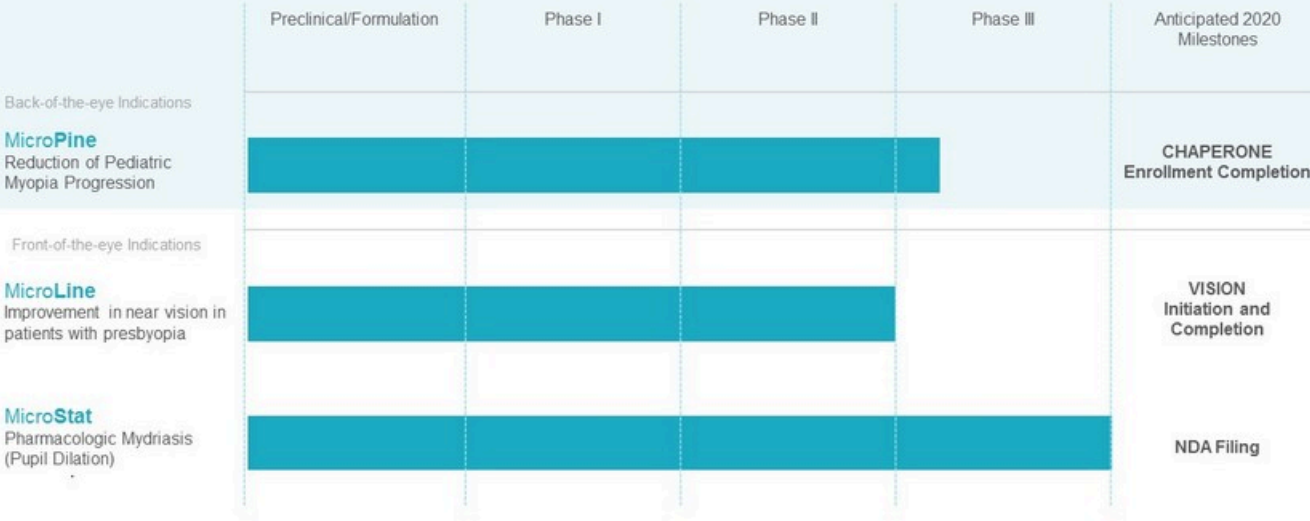 Preclinical/Formulation
Phase I
Phase II
Phase III
Anticipated 2020
Milestones
Back-of-the-eye Indications
MicroPine
Reduction of Pediatric
Myopia Progression
CHAPERONE
Enrollment Completion
Front-of-the-eye Indications
MicroLine
Improvement in near vision in
patients with presbyopia
VISION
Initiation and
Completion
MicroStat
Pharmacologic Mydriasis
(Pupil Dilation)
NDA Filing